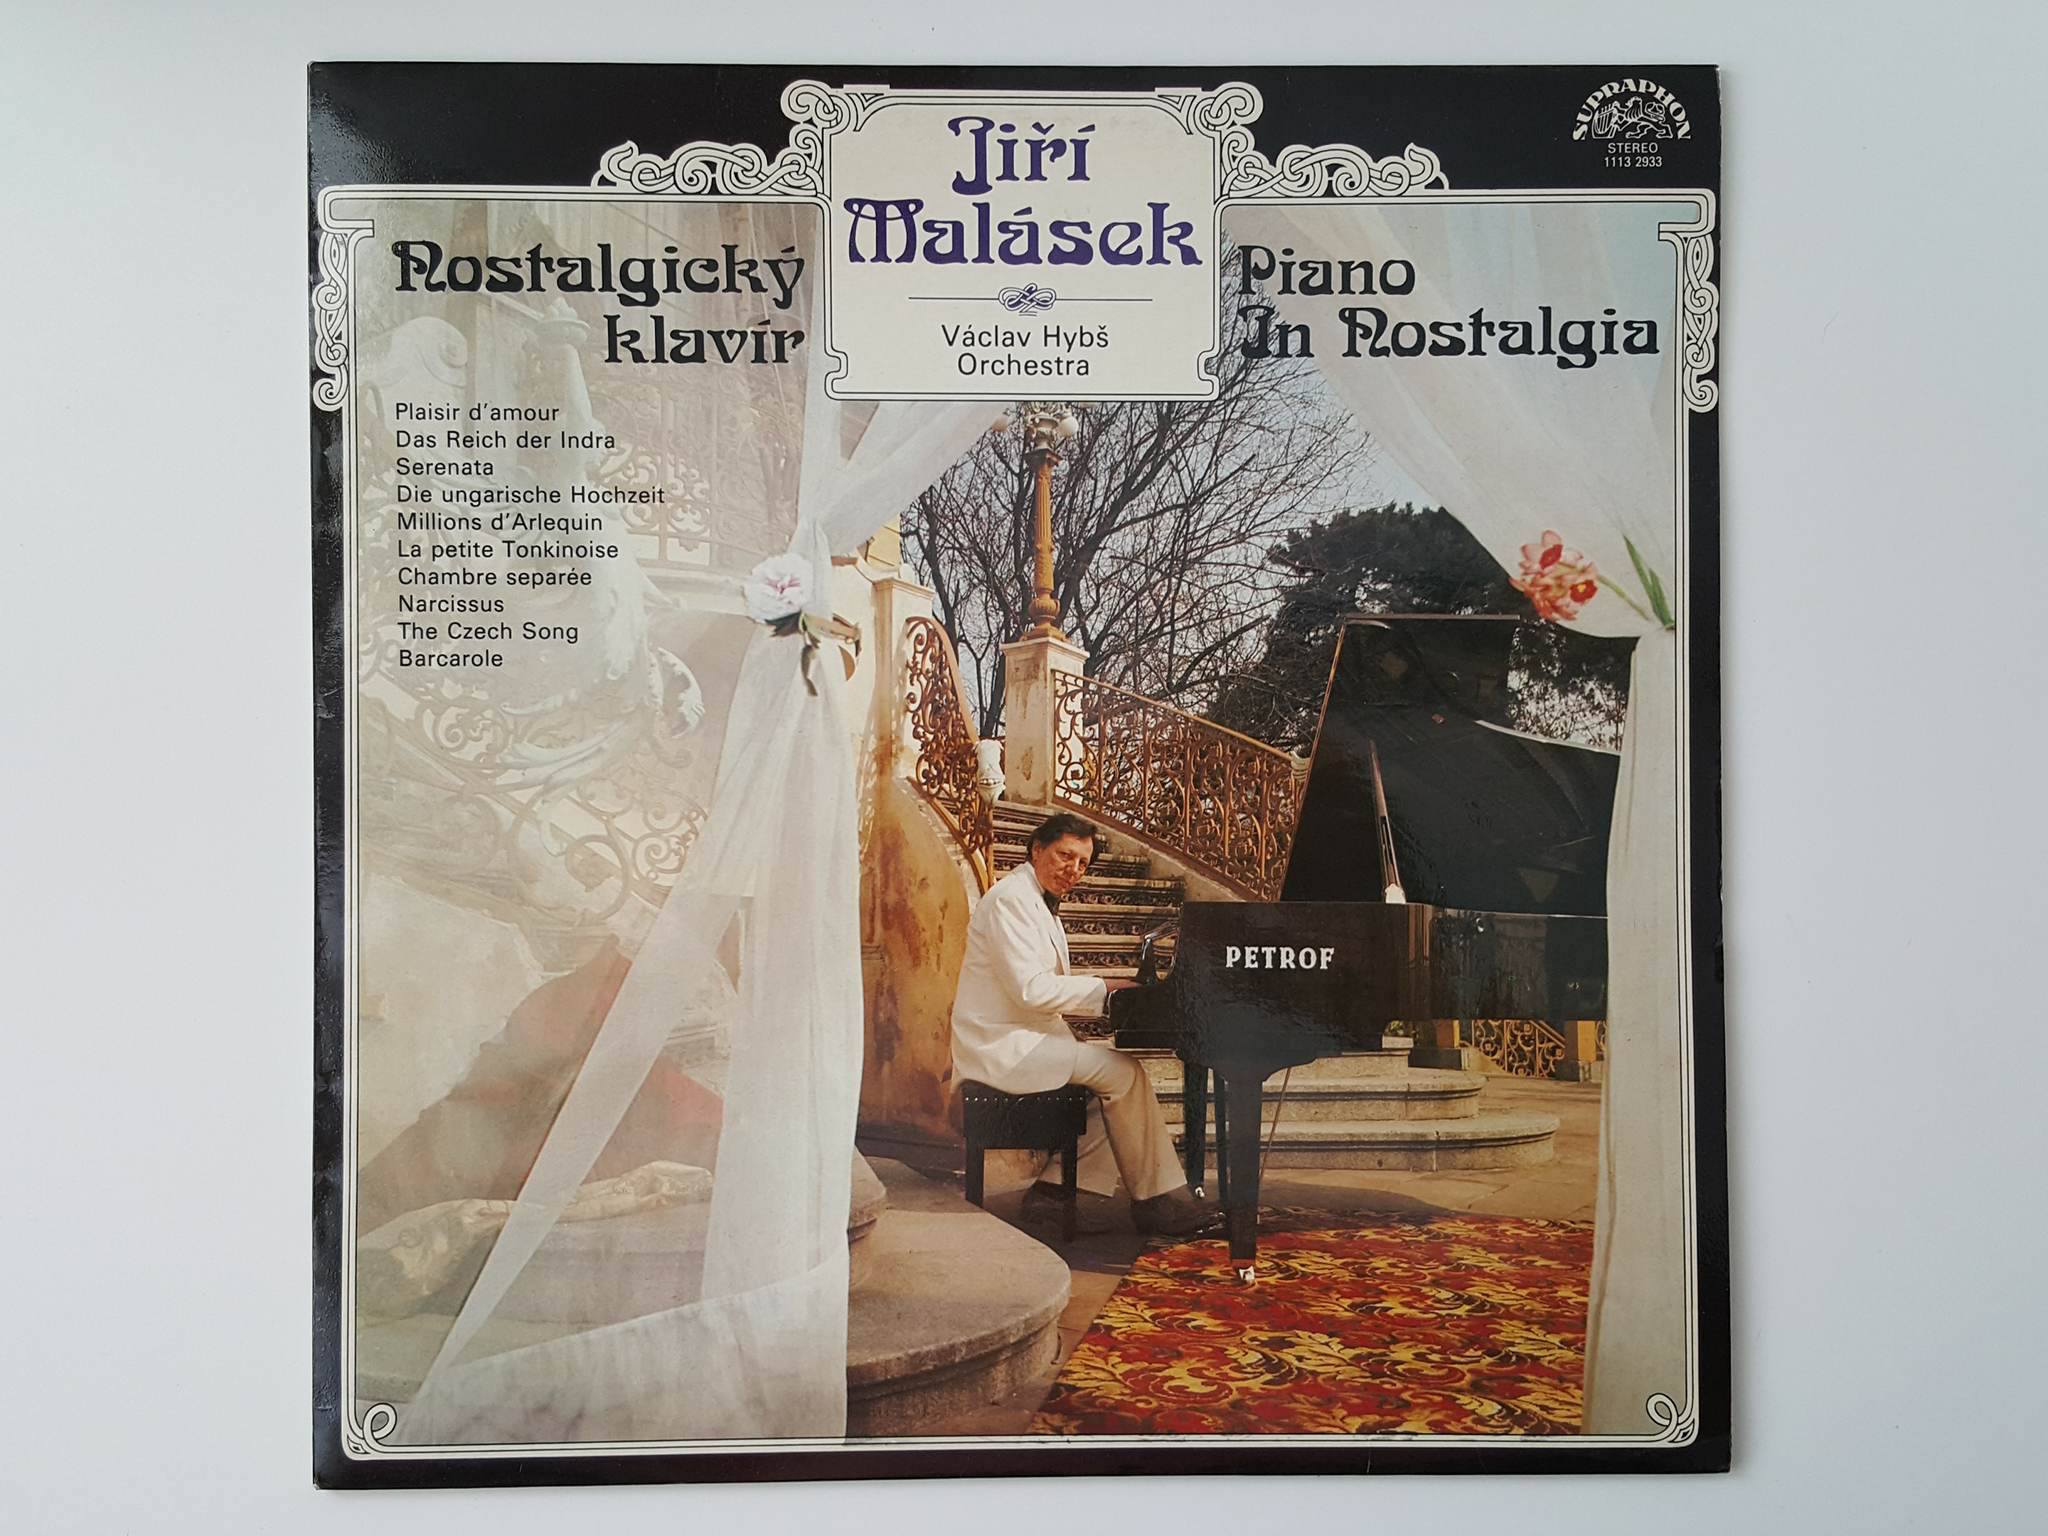 SUPRAPHON
STEREO
1113 2933
Jiří
Malásek
Václav Hybš
Orchestra
Nostalgický
klavír
Piano
In Nostalgia
Plaisir d'amour
Das Reich der Indra
Serenata
Die ungarische Hochzeit
Millions d'Arlequin
La petite Tonkinoise
Chambre separée
Narcissus
The Czech Song
Barcarole
PETROF